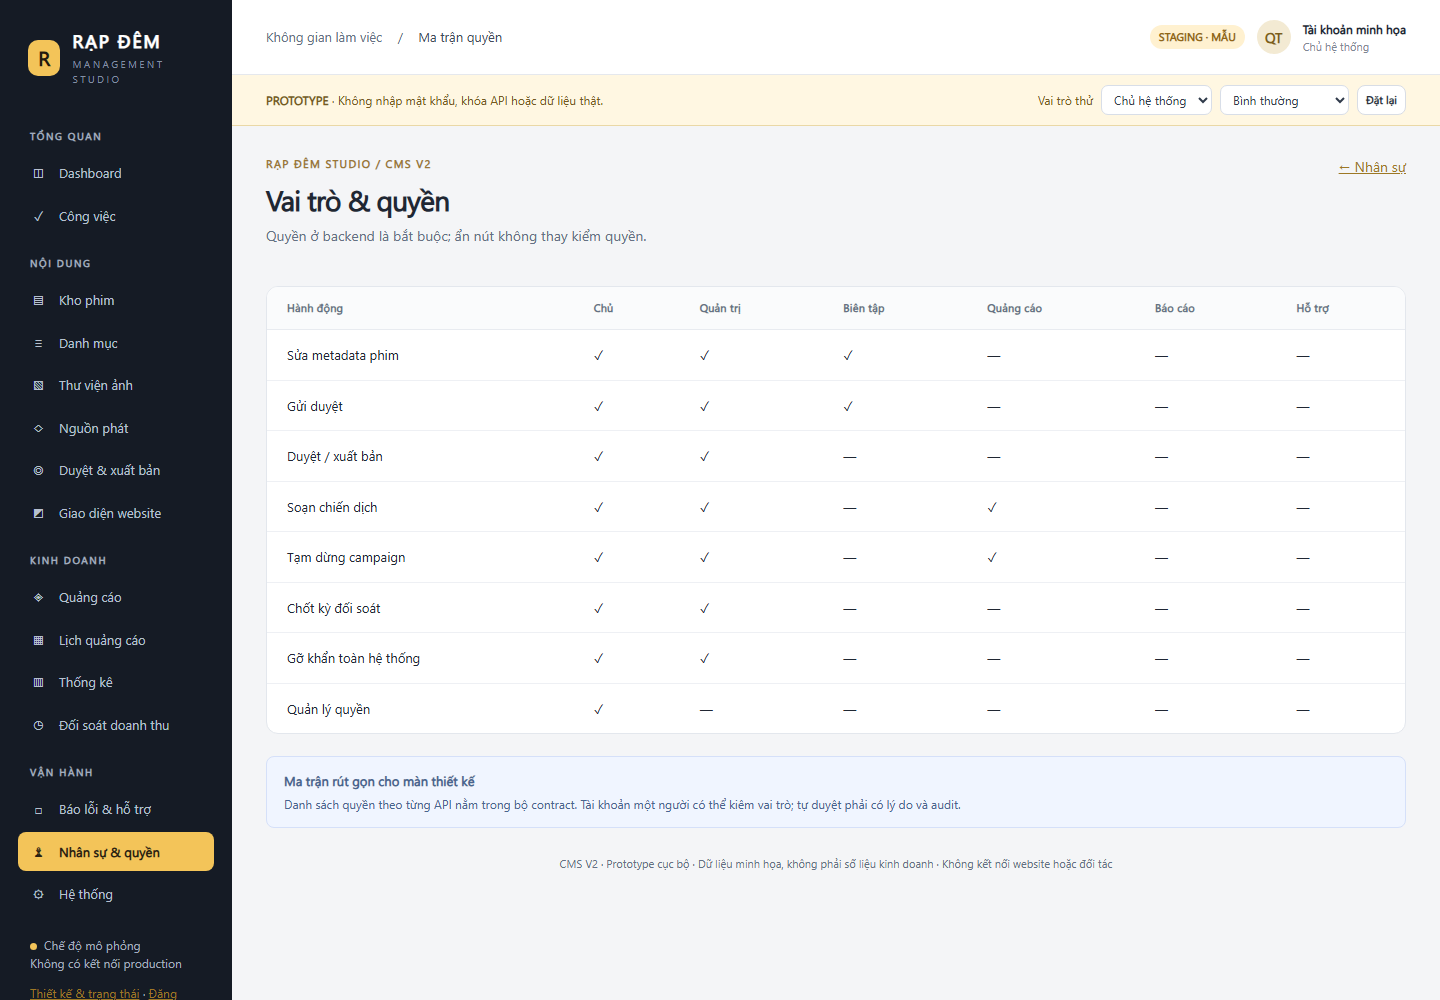 R
RẠP ĐÊM
MANAGEMENT
STUDIO
TỔNG QUAN
Dashboard
✓ Công việc
NỘI DUNG
Kho phim
Danh mục
Thư viện ảnh
Nguồn phát
Duyệt & xuất bản
Giao diện website
KINH DOANH
Quảng cáo
Lịch quảng cáo
Thống kê
Đối soát doanh thu
VẬN HÀNH
Báo lỗi & hỗ trợ
Nhân sự & quyền
Hệ thống
Chế độ mô phỏng
Không có kết nối production
Thiết kế & trạng thái · Đăng
Không gian làm việc / Ma trận quyền
STAGING · MẪU
QT
Tài khoản minh họa
Chủ hệ thống
PROTOTYPE · Không nhập mật khẩu, khóa API hoặc dữ liệu thật.
Vai trò thử
Chủ hệ thống
Bình thường
Đặt lại
RẠP ĐÊM STUDIO / CMS V2
← Nhân sự
Vai trò & quyền
Quyền ở backend là bắt buộc; ẩn nút không thay kiểm quyền.
Hành động Chủ Quản trị Biên tập Quảng cáo Báo cáo Hỗ trợ
Sửa metadata phim ✓ ✓ ✓ — — —
Gửi duyệt ✓ ✓ ✓ — — —
Duyệt / xuất bản ✓ ✓ — — — —
Soạn chiến dịch ✓ ✓ — ✓ — —
Tạm dừng campaign ✓ ✓ — ✓ — —
Chốt kỳ đối soát ✓ ✓ — — — —
Gỡ khẩn toàn hệ thống ✓ ✓ — — — —
Quản lý quyền ✓ — — — — —
Ma trận rút gọn cho màn thiết kế
Danh sách quyền theo từng API nằm trong bộ contract. Tài khoản một người có thể kiêm vai trò; tự duyệt phải có lý do và audit.
CMS V2 · Prototype cục bộ · Dữ liệu minh họa, không phải số liệu kinh doanh · Không kết nối website hoặc đối tác